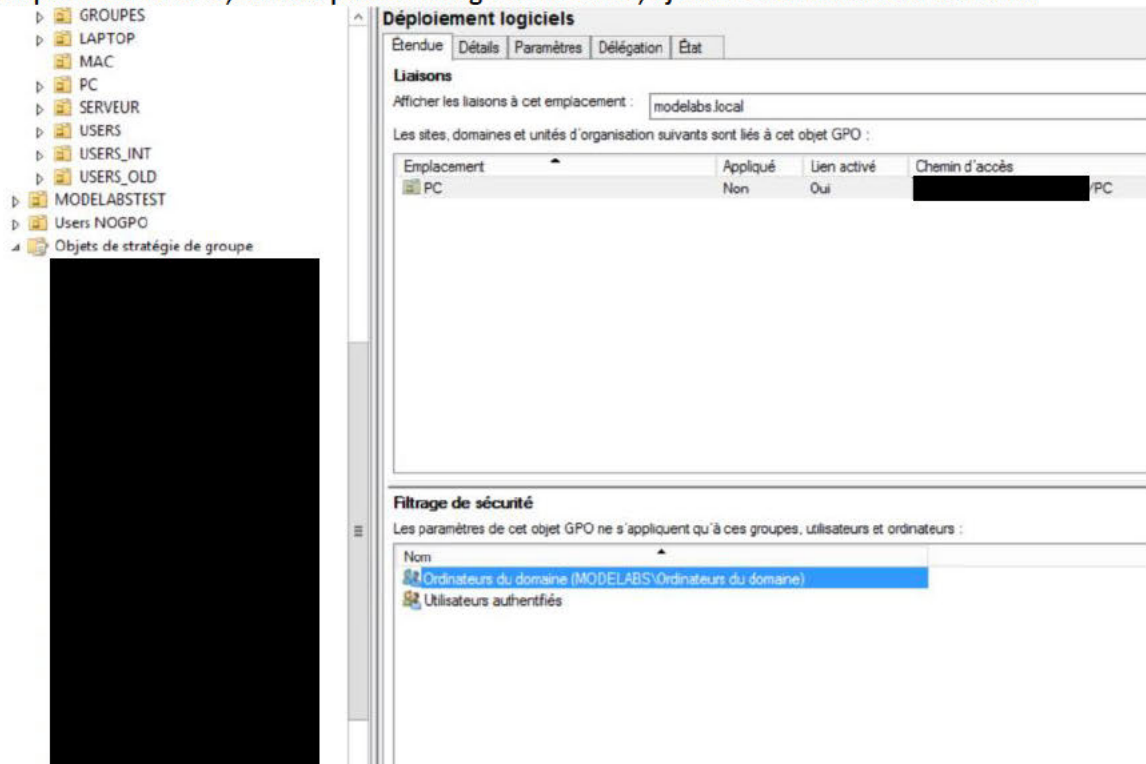 GROUPES
LAPTOP
MAC
PC
SERVEUR
USERS
USERS_INT
USERS_OLD
MODELABSTEST
Users NOGPO
Objets de stratégie de groupe
Déploiement logiciels
Étendue Détails Paramètres Délégation État
Liaisons
Afficher les liaisons à cet emplacement : modelabs.local
Les sites, domaines et unités d'organisation suivants sont liés à cet objet GPO :
Emplacement Appliqué Lien activé Chemin d'accès
PC Non Oui /PC
Filtrage de sécurité
Les paramètres de cet objet GPO ne s'appliquent qu'à ces groupes, utilisateurs et ordinateurs :
Nom
Ordinateurs du domaine (MODELABS\Ordinateurs du domaine)
Utilisateurs authentifiés